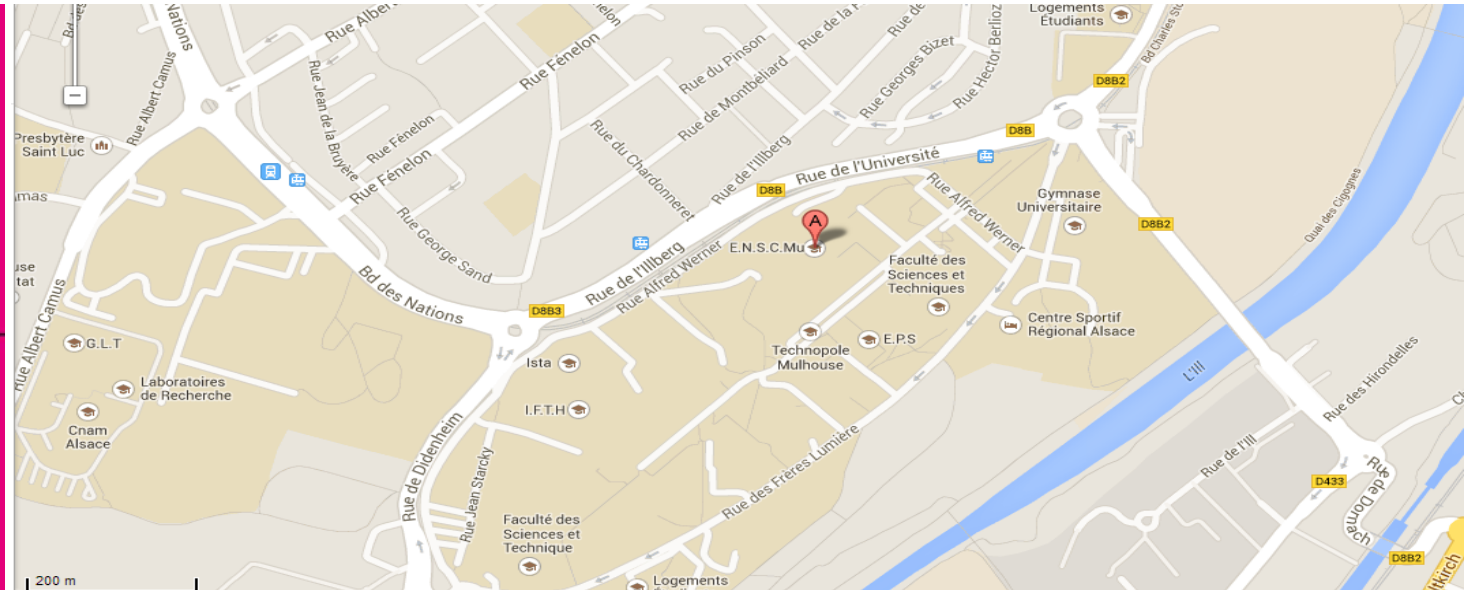 Nations
Rue Albert
Rue Albert Camus
Presbytère
Saint Luc
Rue Jean de la Bruyère
Rue Fénelon
Rue Fénelon
Rue Fénelon
Rue George Sand
Bd des Nations
Rue du Pinson
Rue de Montbéliard
Rue du Chardonneret
Rue de l'Illberg
Rue Georges Bizet
Rue Hector Berlioz
Logements
Étudiants
D8B2
D8B
Rue de l'Université
D8B
Rue Alfred Werner
Gymnase
Universitaire
D8B2
Quai des Cigognes
A
E.N.S.C.Mu
Faculté des
Sciences et
Techniques
Rue de l'Illberg
Rue Alfred Werner
D8B3
Centre Sportif
Régional Alsace
E.P.S
Technopole
Mulhouse
Ista
I.F.T.H
Rue Albert Camus
G.L.T
Laboratoires
de Recherche
Cnam
Alsace
Rue de Didenheim
Rue Jean Starcky
Rue des Frères Lumière
Faculté des
Sciences et
Technique
Logements
L'Ill
Rue des Hirondelles
Rue de l'Ill
D433
Rue de Dornach
D8B2
200 m